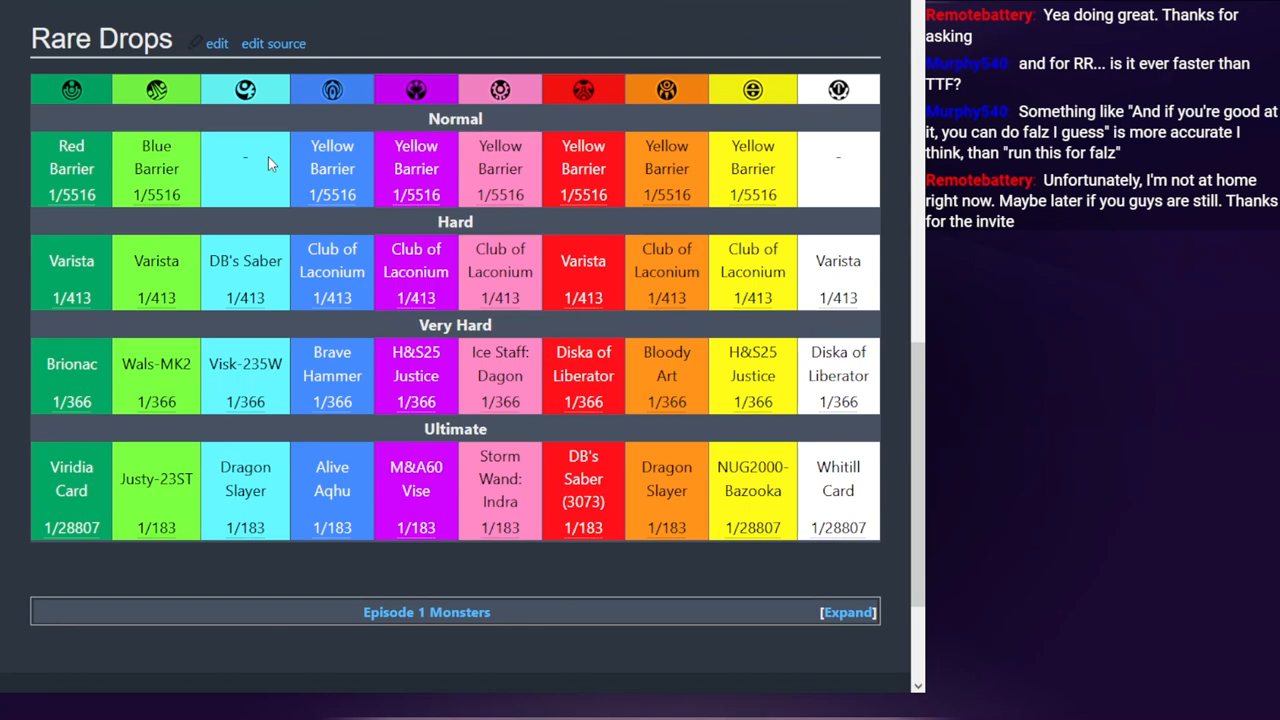 Rare Drops edit edit source
Normal
Red Barrier 1/5516
Blue Barrier 1/5516
-
Yellow Barrier 1/5516
Yellow Barrier 1/5516
Yellow Barrier 1/5516
Yellow Barrier 1/5516
Yellow Barrier 1/5516
Yellow Barrier 1/5516
-
Hard
Varista 1/413
Varista 1/413
DB's Saber 1/413
Club of Laconium 1/413
Club of Laconium 1/413
Club of Laconium 1/413
Varista 1/413
Club of Laconium 1/413
Club of Laconium 1/413
Varista 1/413
Very Hard
Brionac 1/366
Wals-MK2 1/366
Visk-235W 1/366
Brave Hammer 1/366
H&S25 Justice 1/366
Ice Staff: Dagon 1/366
Diska of Liberator 1/366
Bloody Art 1/366
H&S25 Justice 1/366
Diska of Liberator 1/366
Ultimate
Viridia Card 1/28807
Justy-23ST 1/183
Dragon Slayer 1/183
Alive Aqhu 1/183
M&A60 Vise 1/183
Storm Wand: Indra 1/183
DB's Saber (3073) 1/183
Dragon Slayer 1/183
NUG2000-Bazooka 1/28807
Whitill Card 1/28807
Episode 1 Monsters [Expand]
Remotebattery: Yea doing great. Thanks for
asking
Murphy540 and for RR... is it ever faster than
TTF?
Murphy540 Something like "And if you're good at
it, you can do falz I guess" is more accurate I
think, than "run this for falz"
Remotebattery: Unfortunately, I'm not at home
right now. Maybe later if you guys are still. Thanks
for the invite